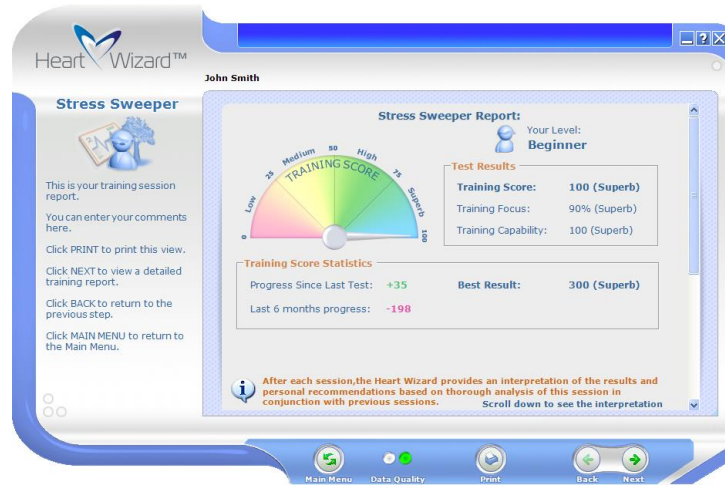 Heart Wizard™
John Smith
Stress Sweeper
This is your training session
report.
You can enter your comments
here.
Click PRINT to print this view.
Click NEXT to view a detailed
training report.
Click BACK to return to the
previous step.
Click MAIN MENU to return to
the Main Menu.
Stress Sweeper Report:
Your Level:
Beginner
TRAINING SCORE
0 Low 25 Medium 50 High 75 Superb 100
Test Results
Training Score: 100 (Superb)
Training Focus: 90% (Superb)
Training Capability: 100 (Superb)
Training Score Statistics
Progress Since Last Test: +35 Best Result: 300 (Superb)
Last 6 months progress: -198
After each session,the Heart Wizard provides an interpretation of the results and
personal recommendations based on thorough analysis of this session in
conjunction with previous sessions. Scroll down to see the interpretation
Main Menu Data Quality Print Back Next